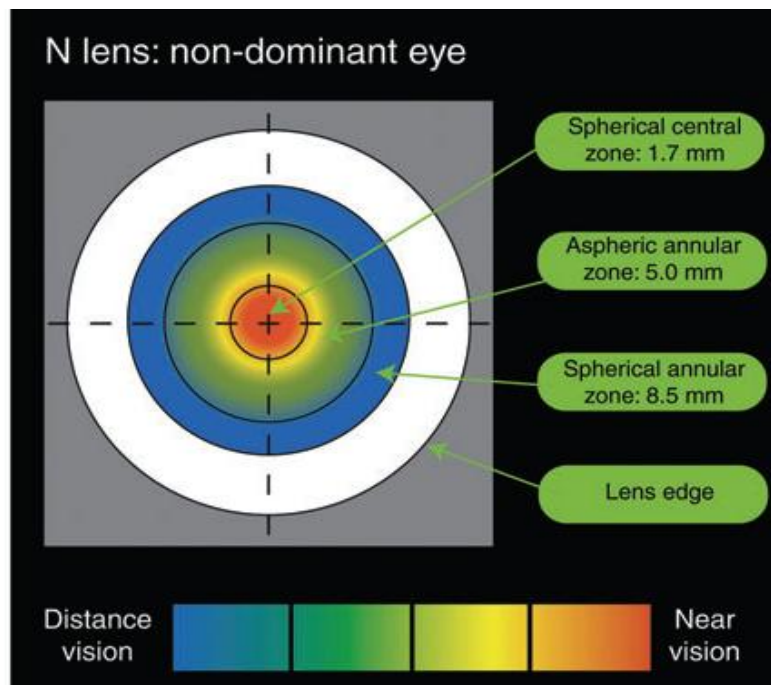 N lens: non-dominant eye
Spherical central
zone: 1.7 mm
Aspheric annular
zone: 5.0 mm
Spherical annular
zone: 8.5 mm
Lens edge
Distance
vision
Near
vision